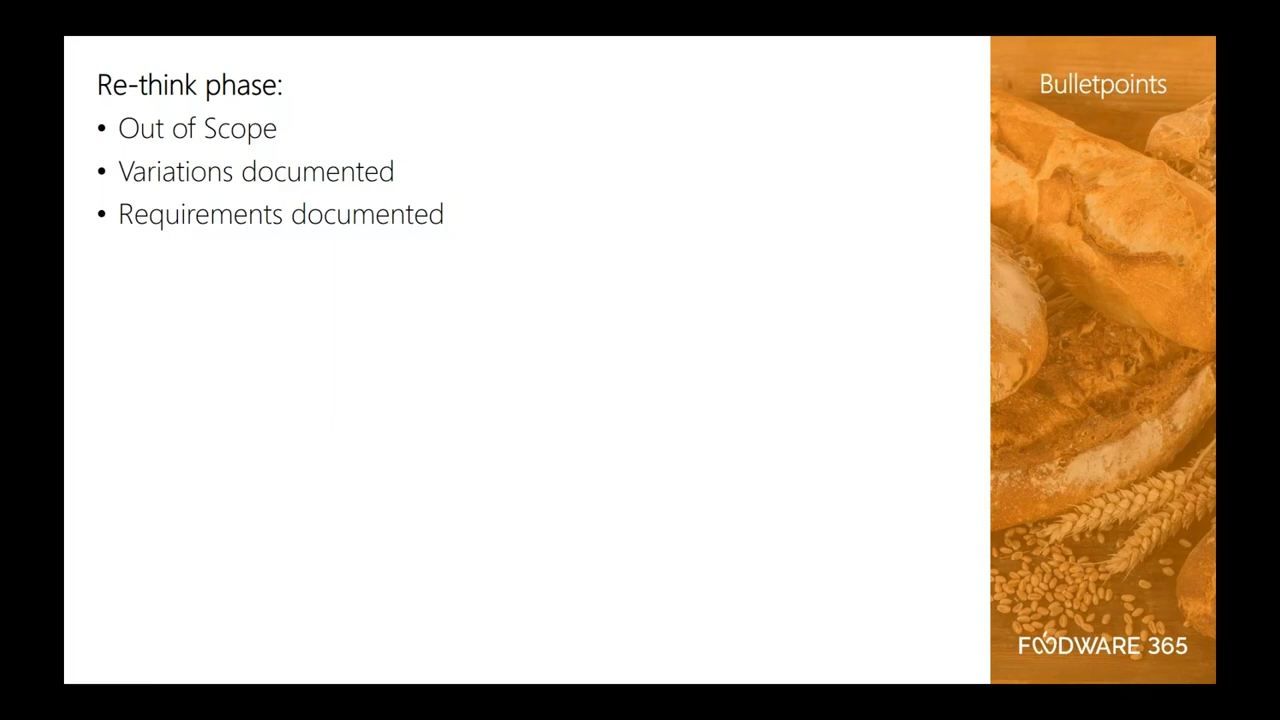 Re-think phase:
• Out of Scope
• Variations documented
• Requirements documented
Bulletpoints
FOODWARE 365